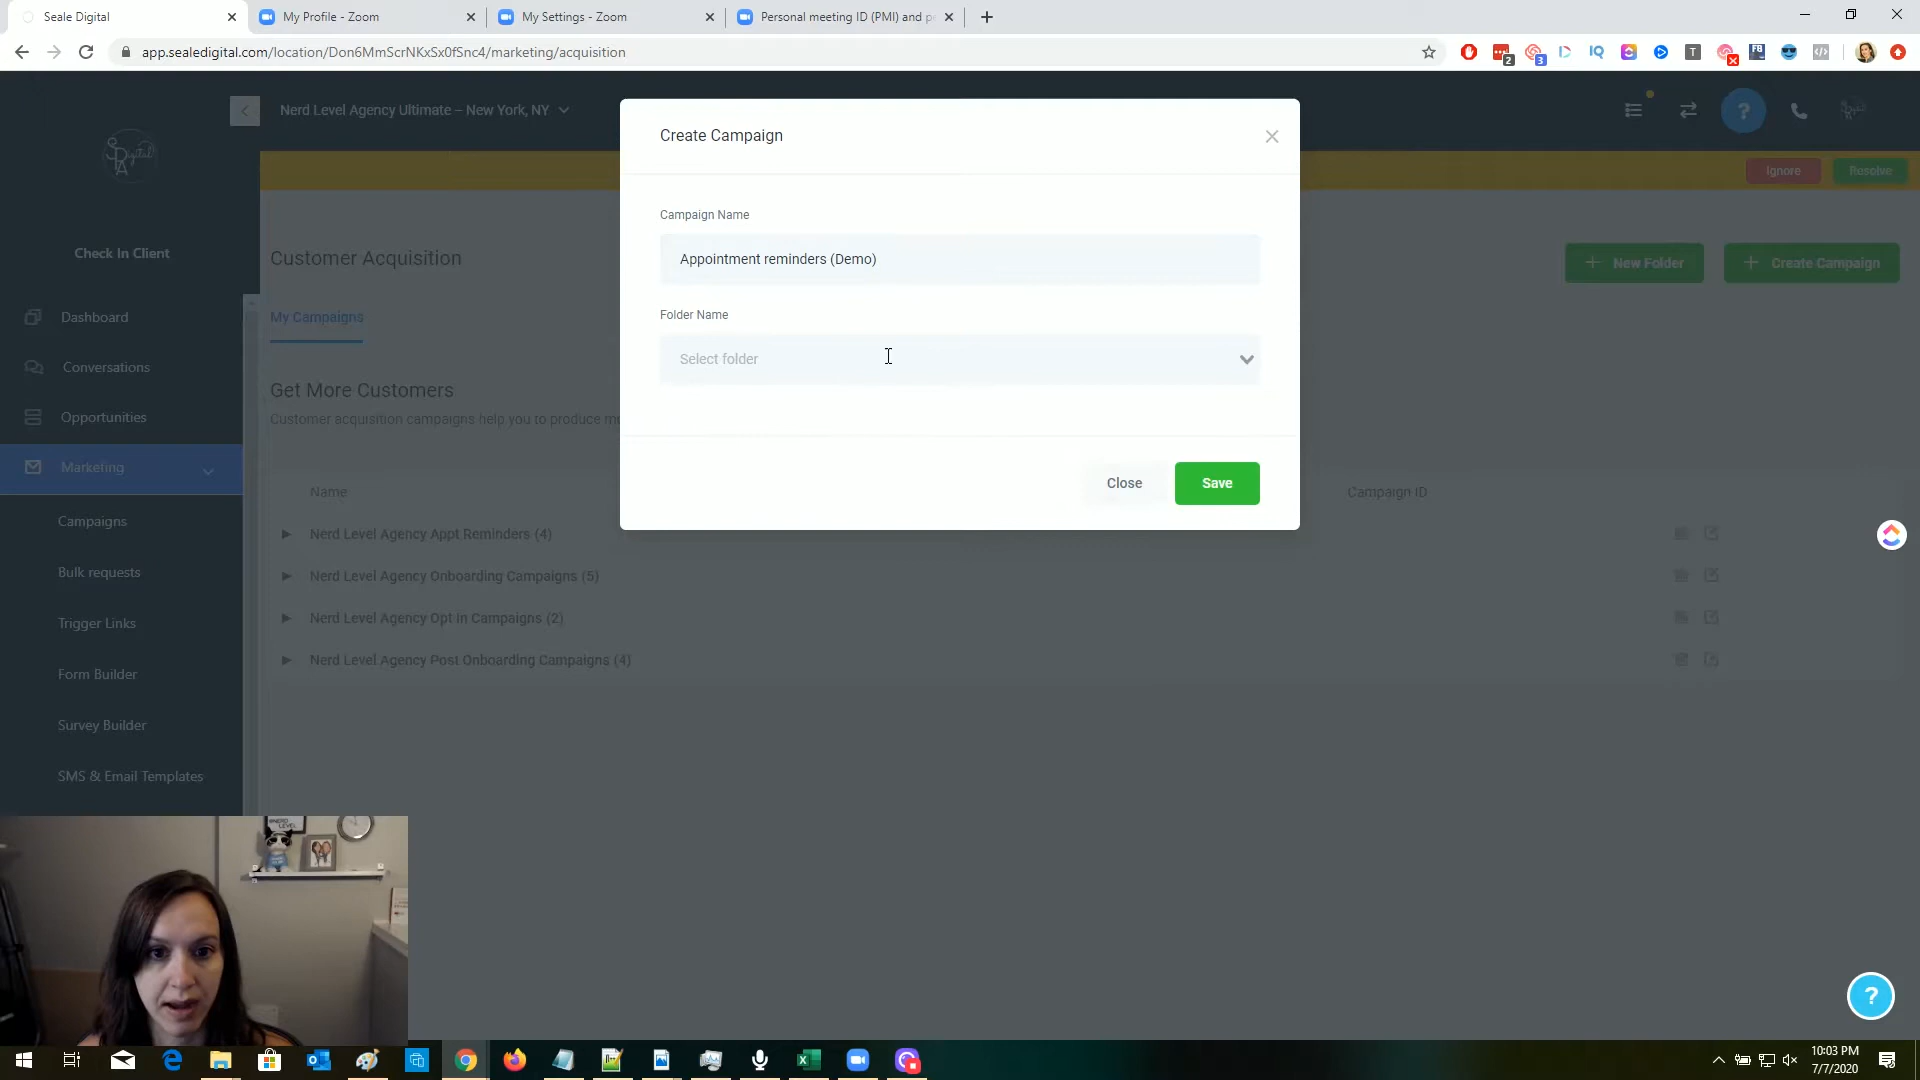 Seale Digital
My Profile - Zoom
My Settings - Zoom
Personal meeting ID (PMI) and p
app.sealedigital.com/location/Don6MmScrNKxSx0fSnc4/marketing/acquisition
Nerd Level Agency Ultimate – New York, NY
Create Campaign
Ignore
Resolve
Campaign Name
Appointment reminders (Demo)
Check In Client
Customer Acquisition
New Folder
Create Campaign
Folder Name
Select folder
Dashboard
My Campaigns
Conversations
Get More Customers
Customer acquisition campaigns help you to produce
Opportunities
Marketing
Close
Save
Name
Campaign ID
Campaigns
Nerd Level Agency Appt Reminders (4)
Bulk requests
Nerd Level Agency Onboarding Campaigns (5)
Trigger Links
Nerd Level Agency Opt in Campaigns (2)
Nerd Level Agency Post Onboarding Campaigns (4)
Form Builder
Survey Builder
SMS & Email Templates
10:03 PM
7/7/2020